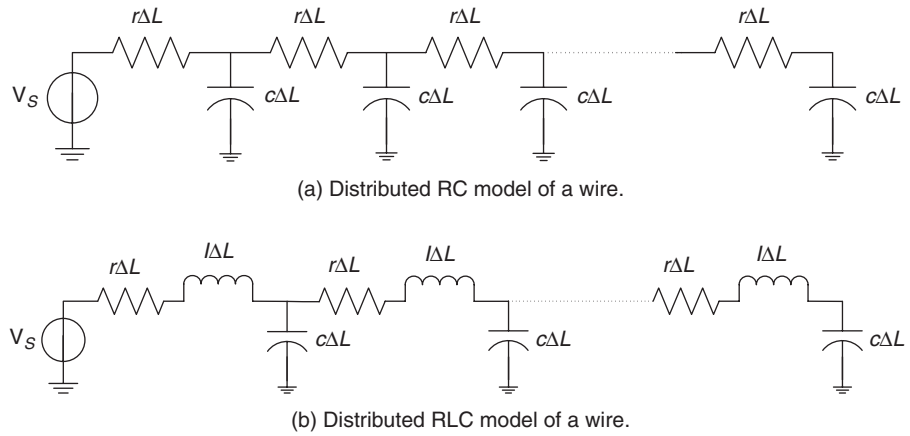 rΔL rΔL rΔL rΔL
V_S cΔL cΔL cΔL cΔL
(a) Distributed RC model of a wire.
rΔL lΔL rΔL lΔL rΔL lΔL
V_S cΔL cΔL cΔL
(b) Distributed RLC model of a wire.